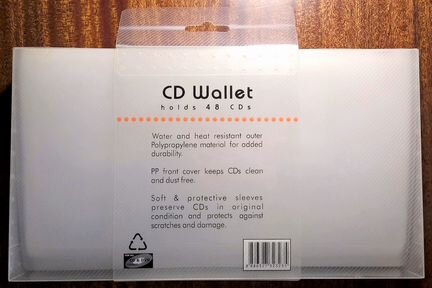 CD Wallet
holds 48 CDs
Water and heat resistant outer
Polypropylene material for added
durability.
PP front cover keeps CDs clean
and dust free.
Soft & protective sleeves
preserve CDs in original
condition and protects against
scratches and damage.